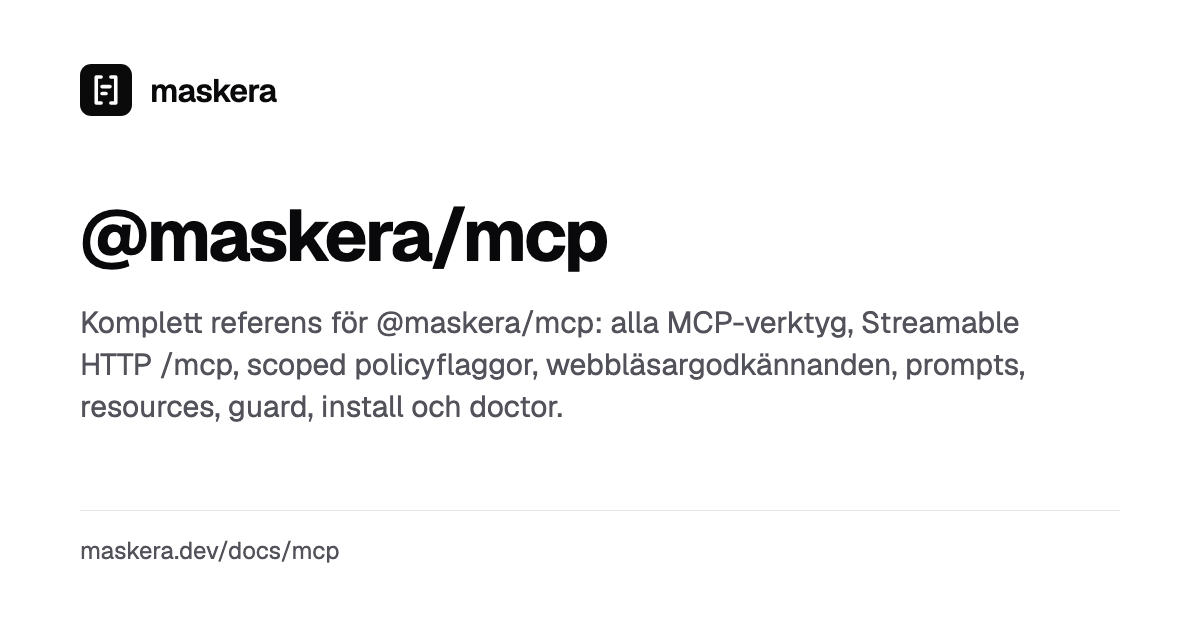 maskera
@maskera/mcp
Komplett referens för @maskera/mcp: alla MCP-verktyg, Streamable
HTTP /mcp, scoped policyflaggor, webbläsargodkännanden, prompts,
resources, guard, install och doctor.
maskera.dev/docs/mcp